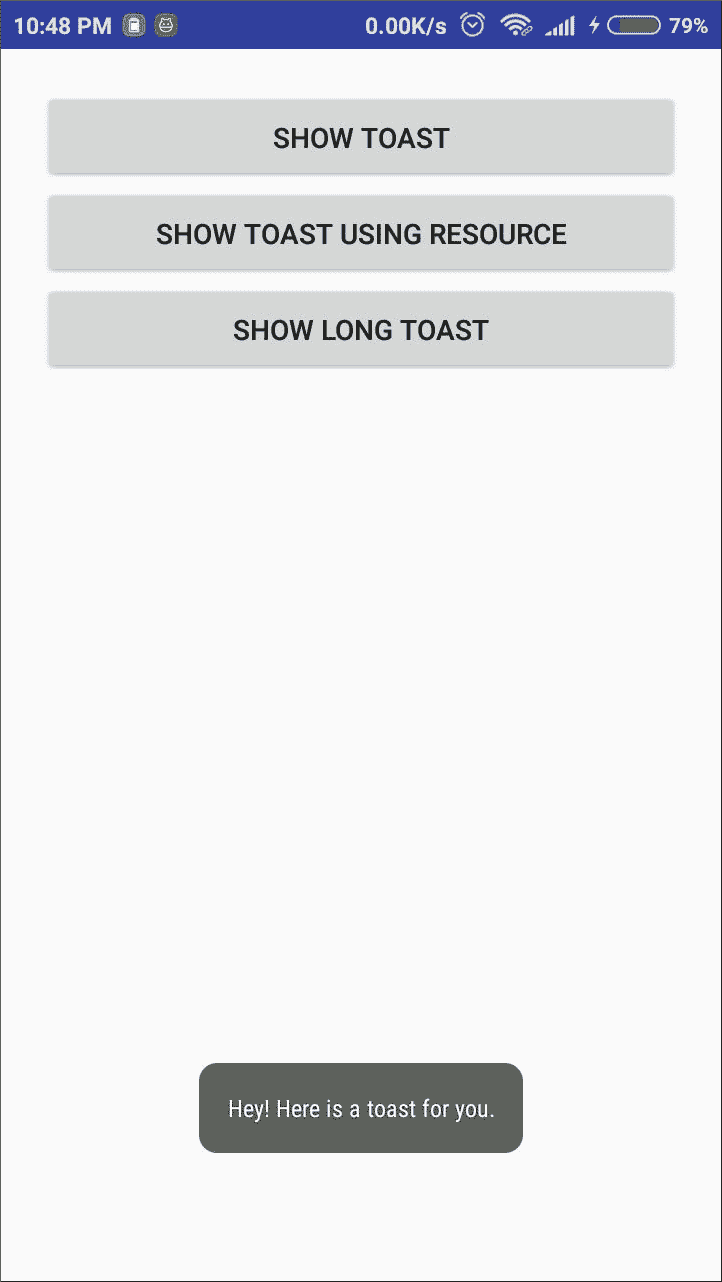 10:48 PM 0.00K/s 79%
SHOW TOAST
SHOW TOAST USING RESOURCE
SHOW LONG TOAST
Hey! Here is a toast for you.